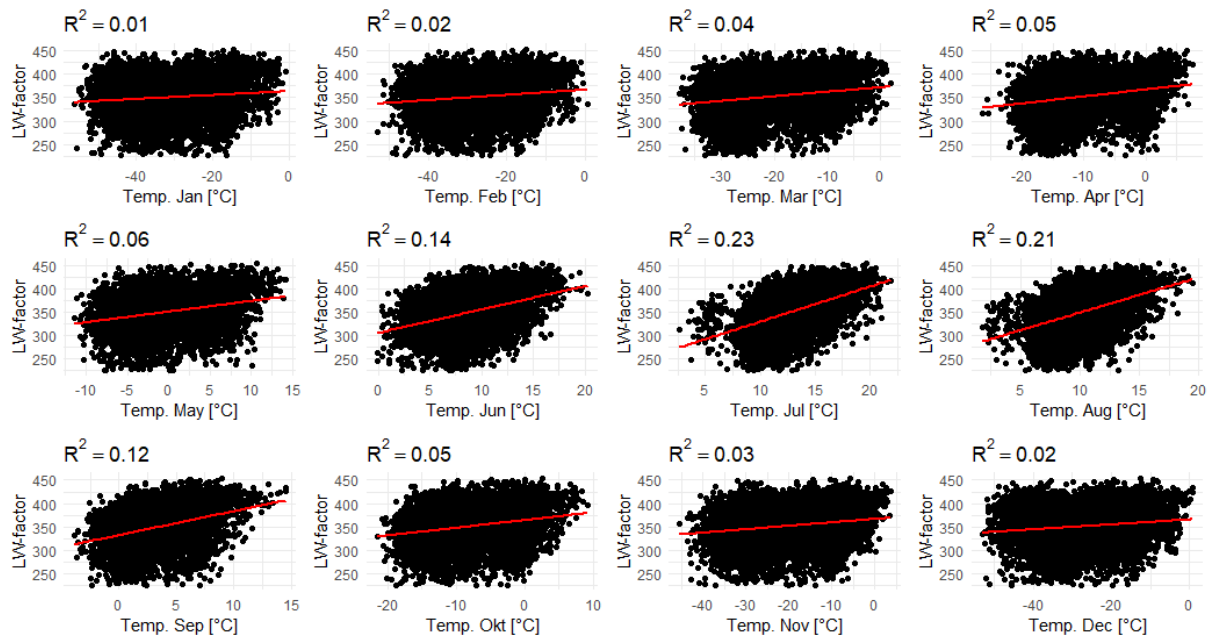 R² = 0.01
R² = 0.02
R² = 0.04
R² = 0.05
LW-factor
450
400
350
300
250
-40
-20
0
Temp. Jan [°C]
LW-factor
450
400
350
300
250
-40
-20
0
Temp. Feb [°C]
LW-factor
450
400
350
300
250
-30
-20
-10
0
Temp. Mar [°C]
LW-factor
450
400
350
300
250
-20
-10
0
Temp. Apr [°C]
R² = 0.06
R² = 0.14
R² = 0.23
R² = 0.21
LW-factor
450
400
350
300
250
-10
-5
0
5
10
Temp. May [°C]
LW-factor
450
400
350
300
250
0
5
10
15
20
Temp. Jun [°C]
LW-factor
450
400
350
300
250
5
10
15
20
Temp. Jul [°C]
LW-factor
450
400
350
300
250
5
10
15
20
Temp. Aug [°C]
R² = 0.12
R² = 0.05
R² = 0.03
R² = 0.02
LW-factor
450
400
350
300
250
0
5
10
15
Temp. Sep [°C]
LW-factor
450
400
350
300
250
-20
-10
0
10
Temp. Okt [°C]
LW-factor
450
400
350
300
250
-40
-30
-20
-10
0
Temp. Nov [°C]
LW-factor
450
400
350
300
250
-40
-20
0
Temp. Dec [°C]